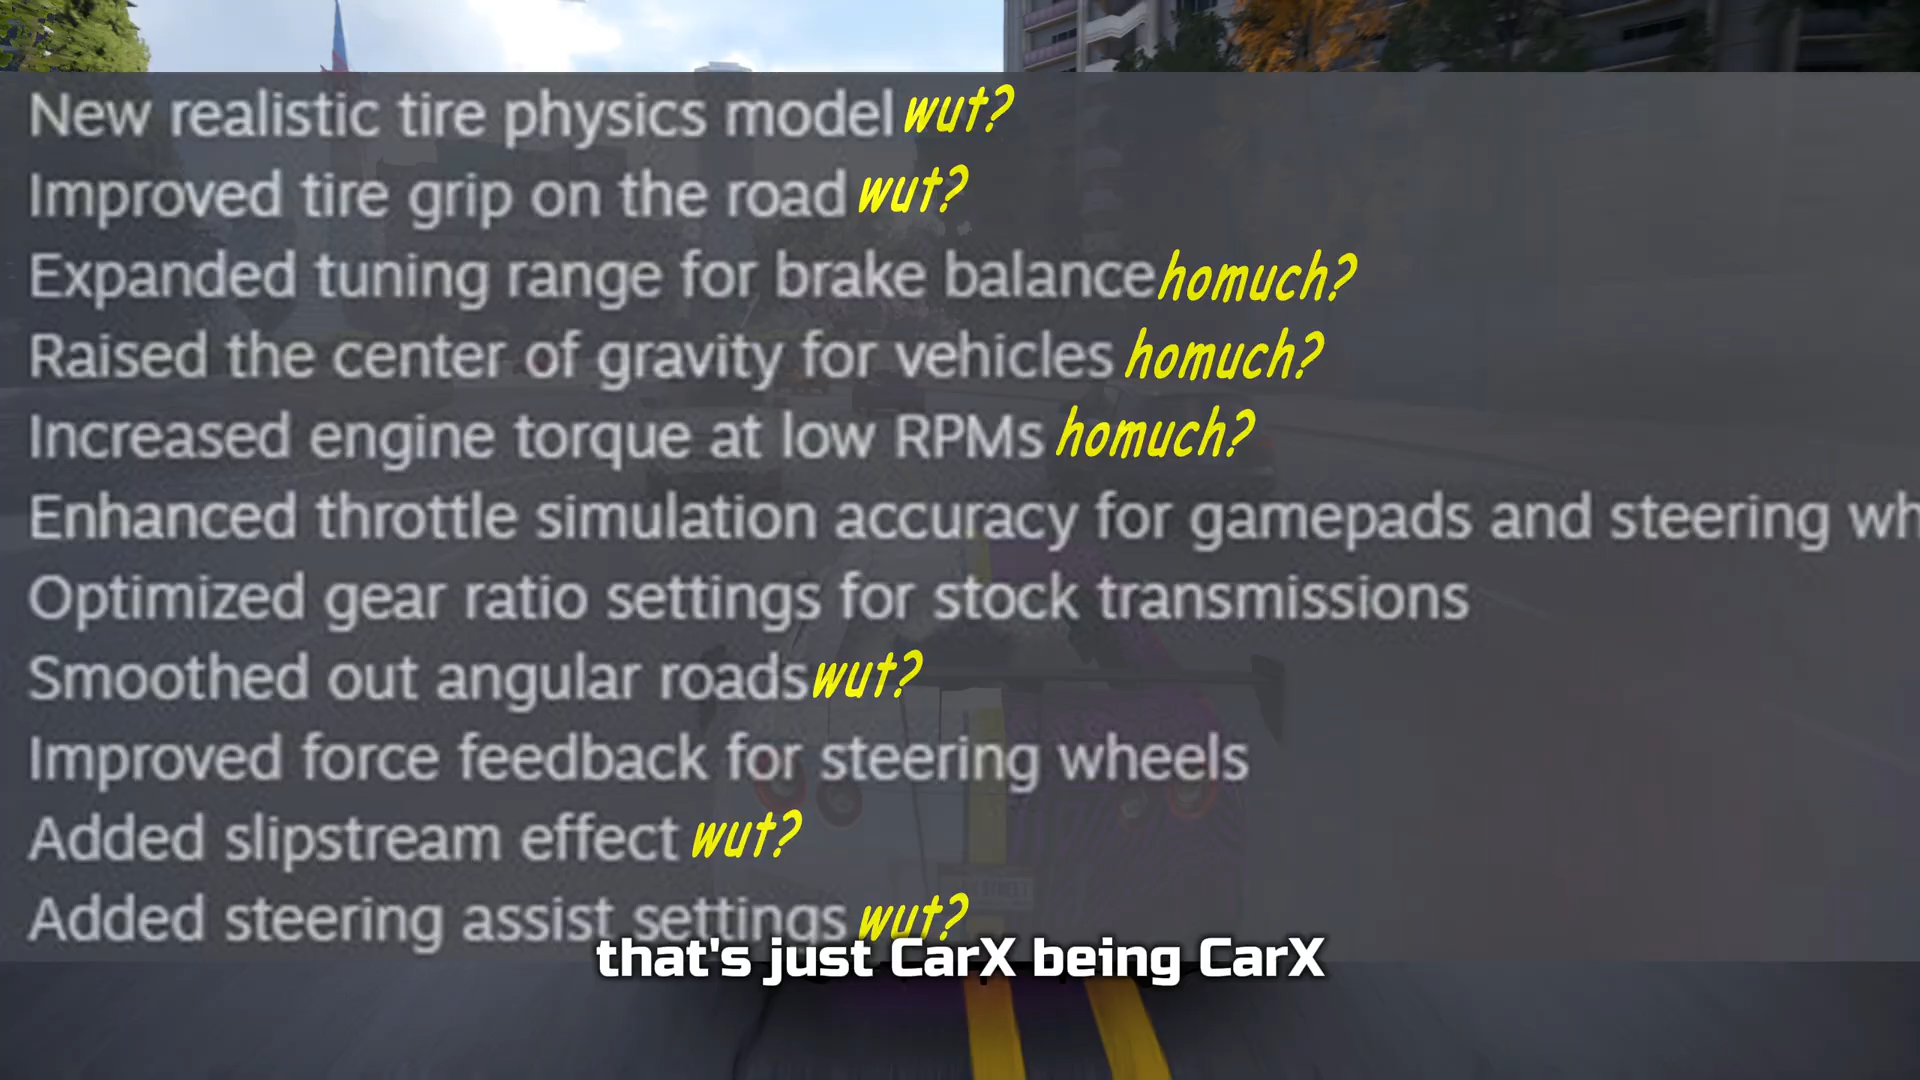 New realistic tire physics model wut?
Improved tire grip on the road wut?
Expanded tuning range for brake balance homuch?
Raised the center of gravity for vehicles homuch?
Increased engine torque at low RPMs homuch?
Enhanced throttle simulation accuracy for gamepads and steering wh
Optimized gear ratio settings for stock transmissions
Smoothed out angular roads wut?
Improved force feedback for steering wheels
STREET
Added slipstream effect wut?
Added steering assist settings wut?
that's just CarX being CarX